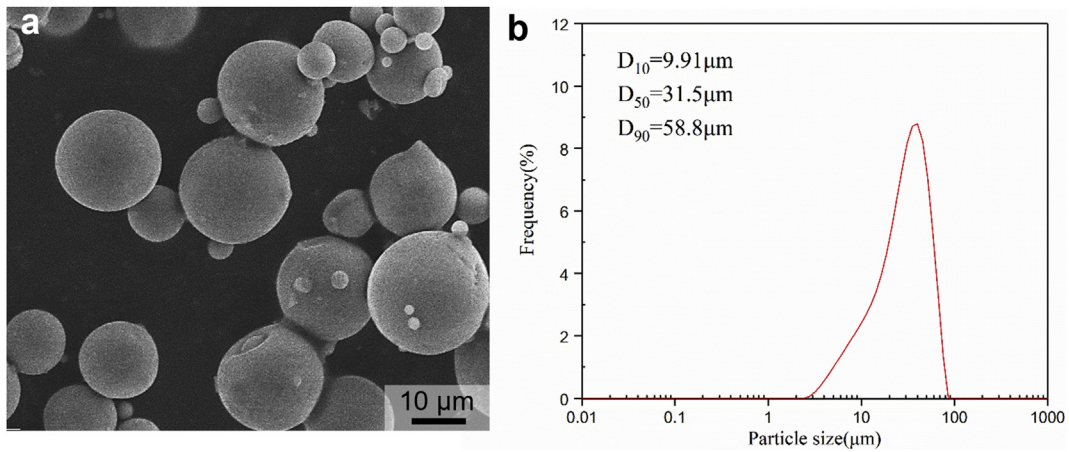 a
10 μm
b
D10=9.91μm
D50=31.5μm
D90=58.8μm
Frequency(%)
12
10
8
6
4
2
0
0.01 0.1 1 10 100 1000
Particle size(μm)